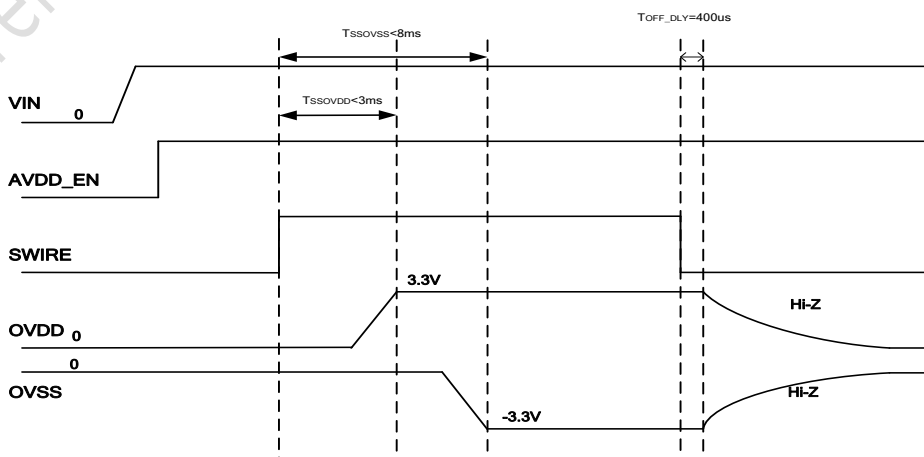 TOFF_DLY=400us
TSSOVSS<8ms
VIN
0
TSSOVDD<3ms
AVDD_EN
SWIRE
3.3V
Hi-Z
OVDD 0
0
OVSS
Hi-Z
-3.3V